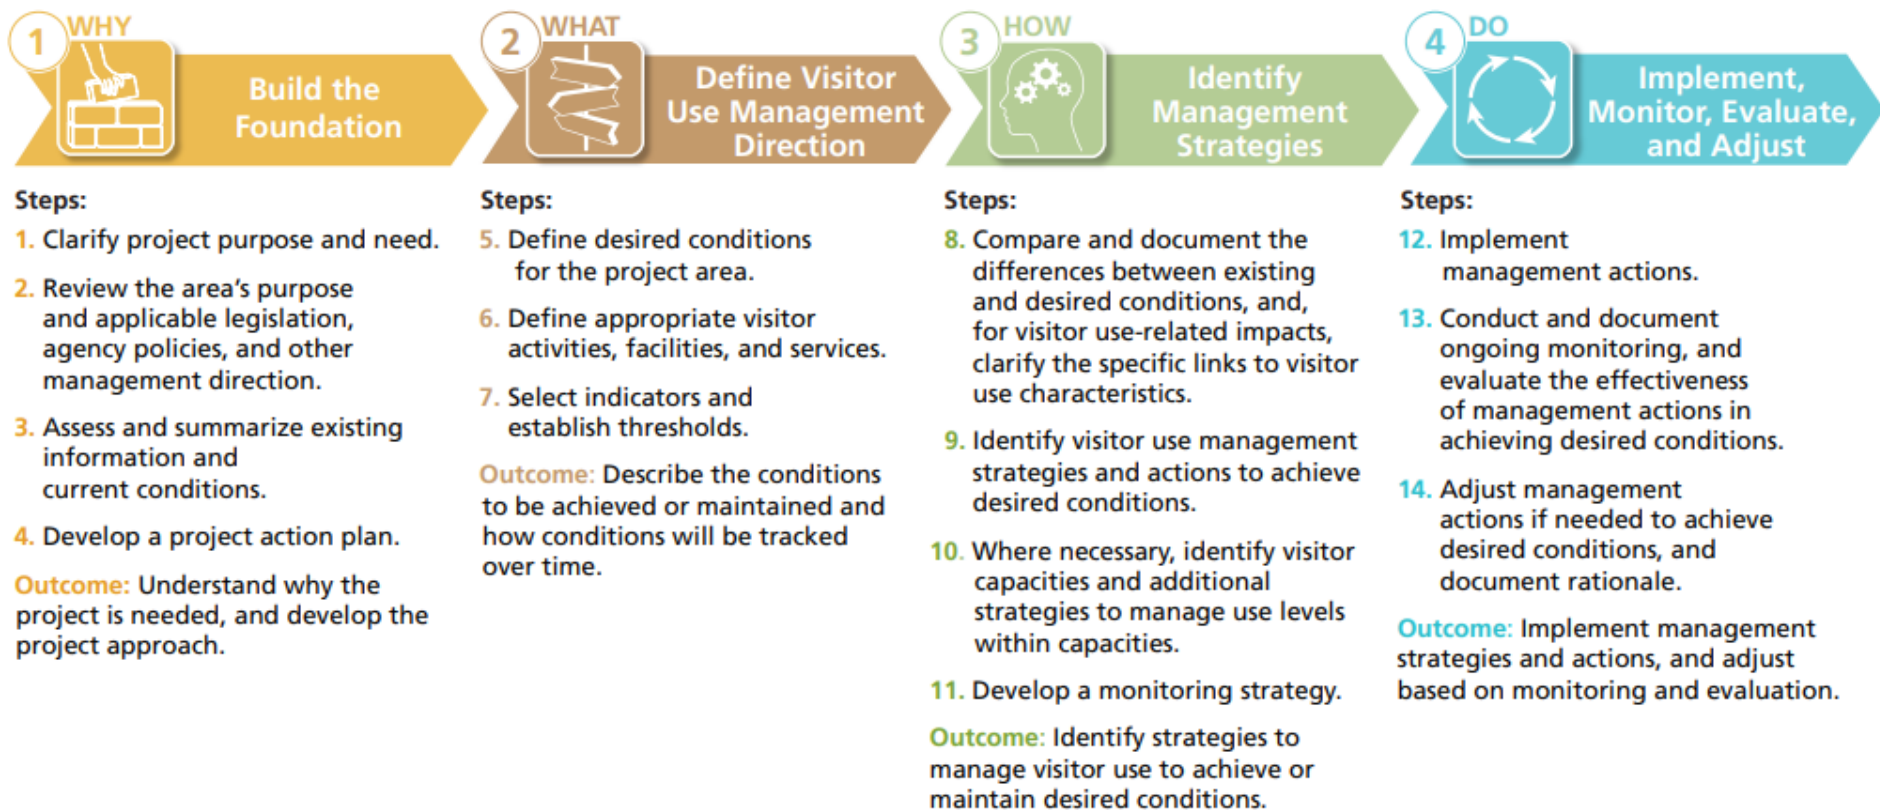 1 WHY
Build the
Foundation
Steps:
1. Clarify project purpose and need.
2. Review the area’s purpose
and applicable legislation,
agency policies, and other
management direction.
3. Assess and summarize existing
information and
current conditions.
4. Develop a project action plan.
Outcome: Understand why the
project is needed, and develop the
project approach.
2 WHAT
Define Visitor
Use Management
Direction
Steps:
5. Define desired conditions
for the project area.
6. Define appropriate visitor
activities, facilities, and services.
7. Select indicators and
establish thresholds.
Outcome: Describe the conditions
to be achieved or maintained and
how conditions will be tracked
over time.
3 HOW
Identify
Management
Strategies
Steps:
8. Compare and document the
differences between existing
and desired conditions, and,
for visitor use-related impacts,
clarify the specific links to visitor
use characteristics.
9. Identify visitor use management
strategies and actions to achieve
desired conditions.
10. Where necessary, identify visitor
capacities and additional
strategies to manage use levels
within capacities.
11. Develop a monitoring strategy.
Outcome: Identify strategies to
manage visitor use to achieve or
maintain desired conditions.
4 DO
Implement,
Monitor, Evaluate,
and Adjust
Steps:
12. Implement
management actions.
13. Conduct and document
ongoing monitoring, and
evaluate the effectiveness
of management actions in
achieving desired conditions.
14. Adjust management
actions if needed to achieve
desired conditions, and
document rationale.
Outcome: Implement management
strategies and actions, and adjust
based on monitoring and evaluation.